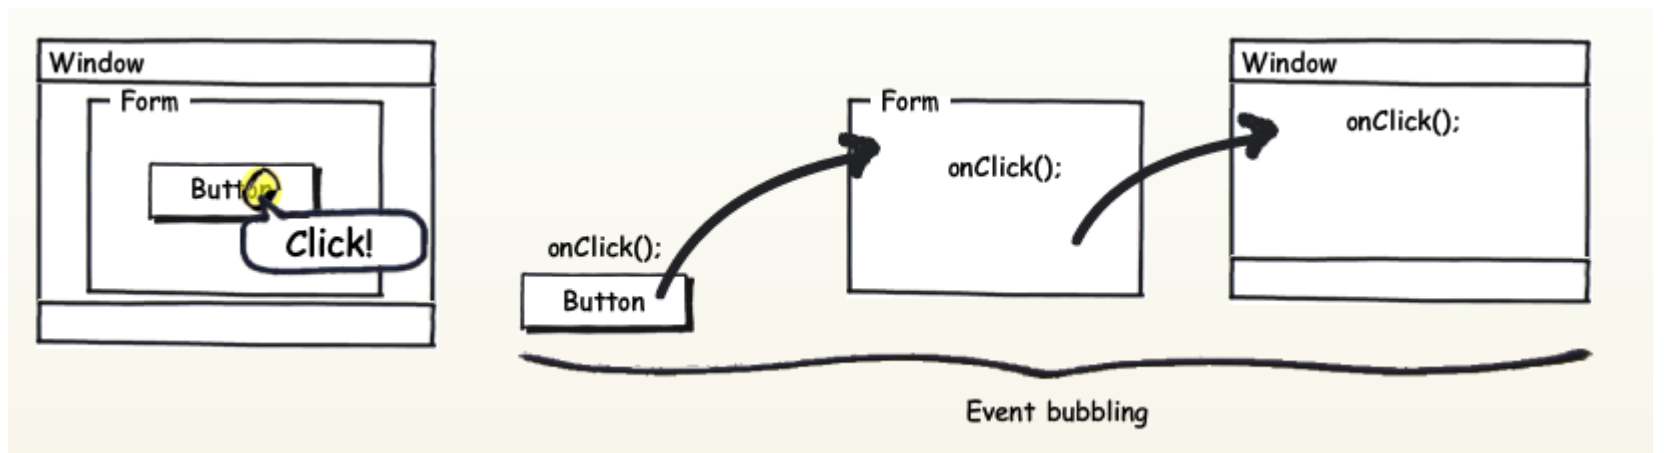 Window
Form
Button
Click!
onClick();
Button
Form
onClick();
Window
onClick();
Event bubbling